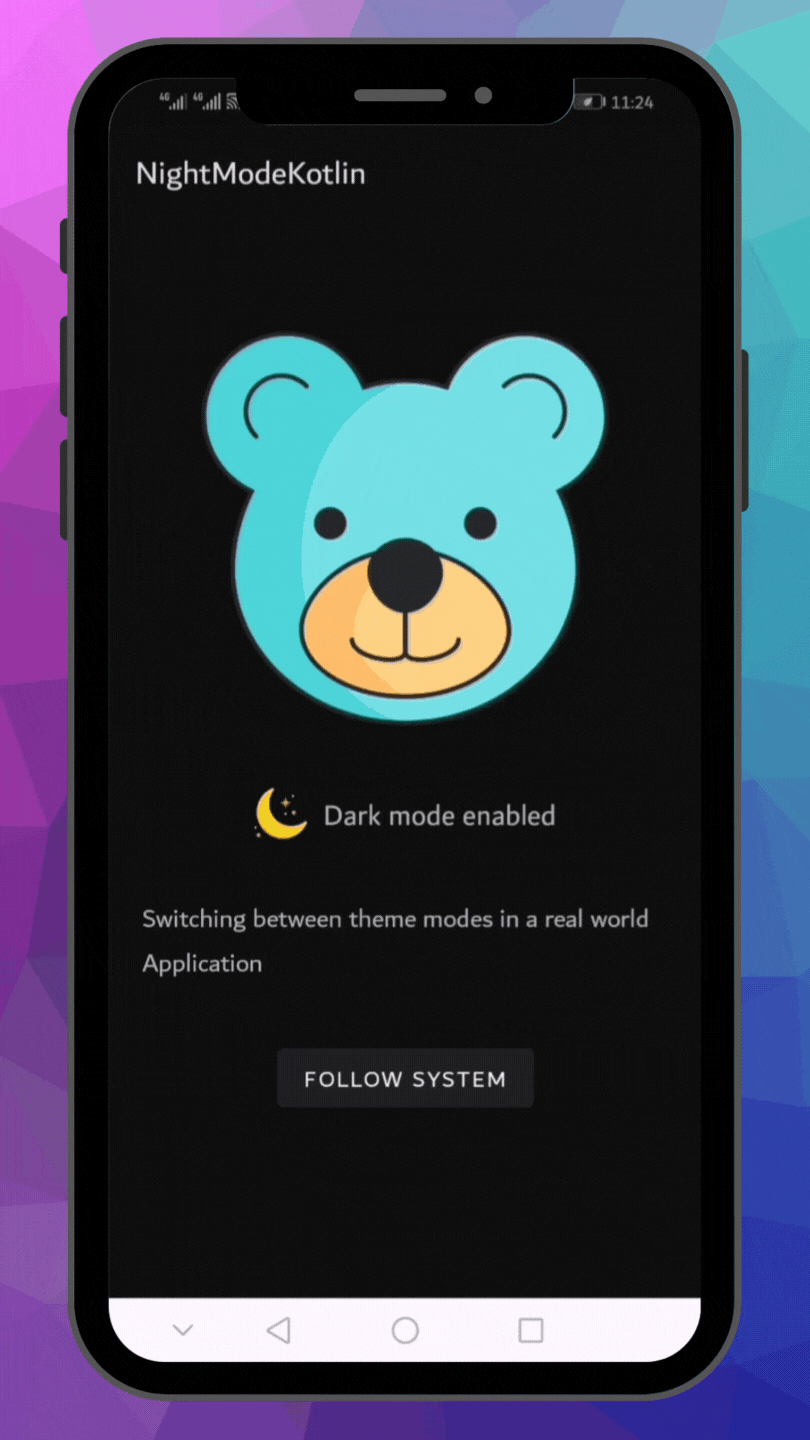 4G 4G 11:24
NightModeKotlin
Dark mode enabled
Switching between theme modes in a real world
Application
FOLLOW SYSTEM